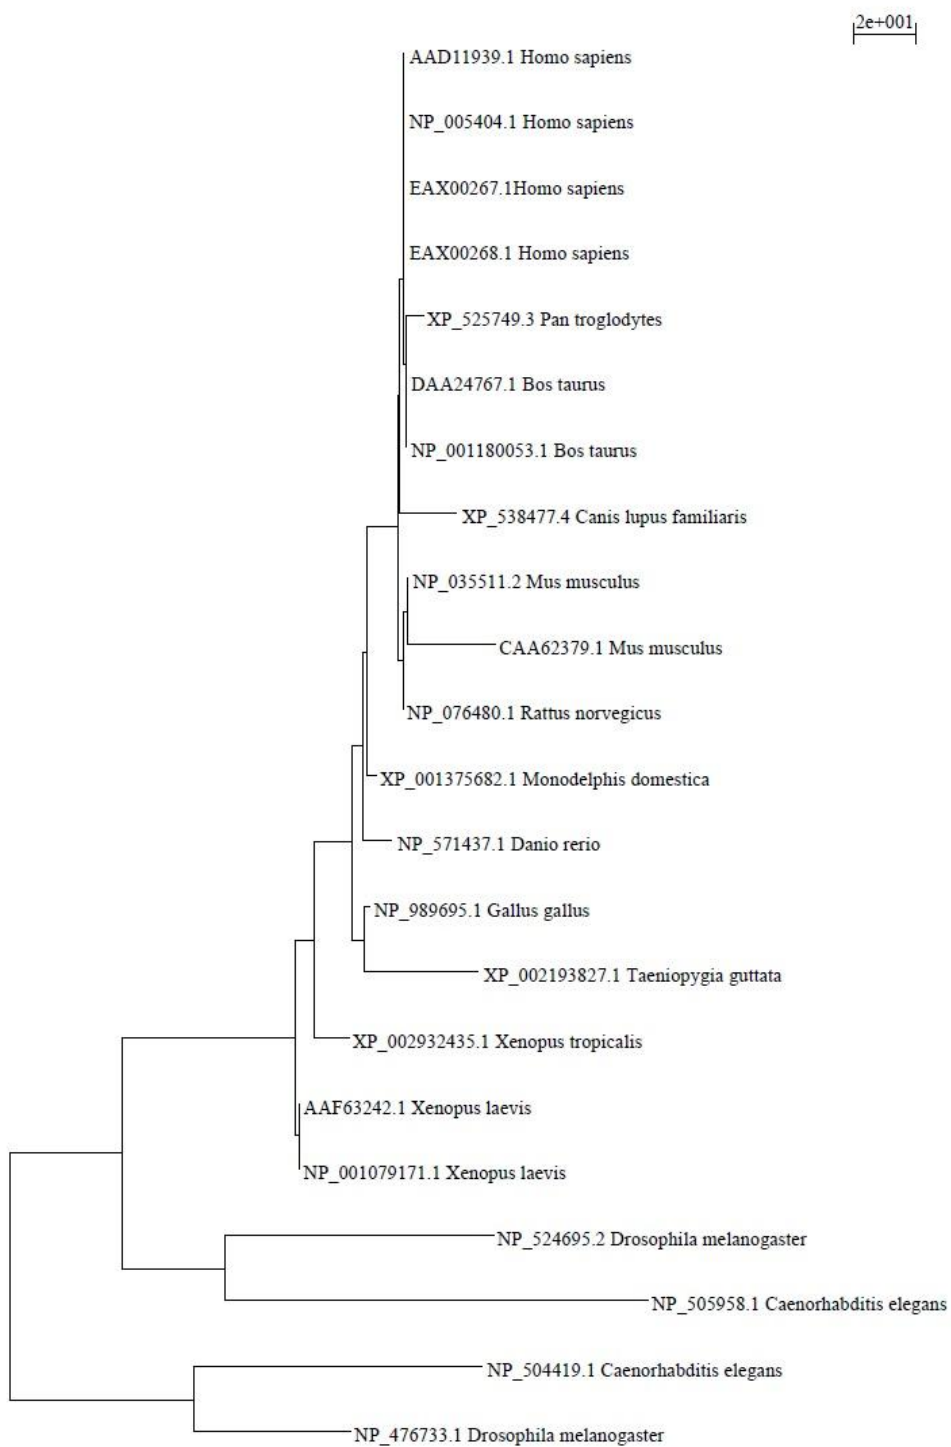 2e+001
AAD11939.1 Homo sapiens
NP_005404.1 Homo sapiens
EAX00267.1Homo sapiens
EAX00268.1 Homo sapiens
XP_525749.3 Pan troglodytes
DAA24767.1 Bos taurus
NP_001180053.1 Bos taurus
XP_538477.4 Canis lupus familiaris
NP_035511.2 Mus musculus
CAA62379.1 Mus musculus
NP_076480.1 Rattus norvegicus
XP_001375682.1 Monodelphis domestica
NP_571437.1 Danio rerio
NP_989695.1 Gallus gallus
XP_002193827.1 Taeniopygia guttata
XP_002932435.1 Xenopus tropicalis
AAF63242.1 Xenopus laevis
NP_001079171.1 Xenopus laevis
NP_524695.2 Drosophila melanogaster
NP_505958.1 Caenorhabditis elegans
NP_504419.1 Caenorhabditis elegans
NP_476733.1 Drosophila melanogaster